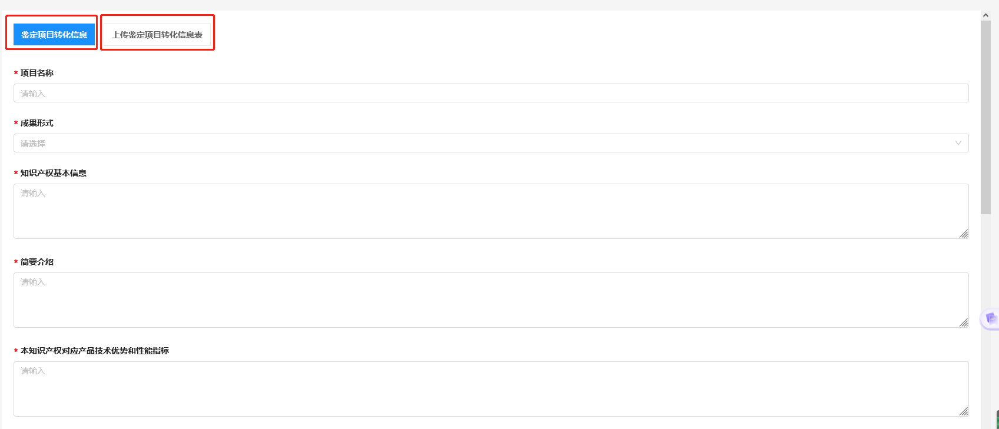 鉴定项目转化信息 上传鉴定项目转化信息表
* 项目名称
请输入
* 成果形式
请选择
* 知识产权基本信息
请输入
* 简要介绍
请输入
* 本知识产权对应产品技术优势和性能指标
请输入